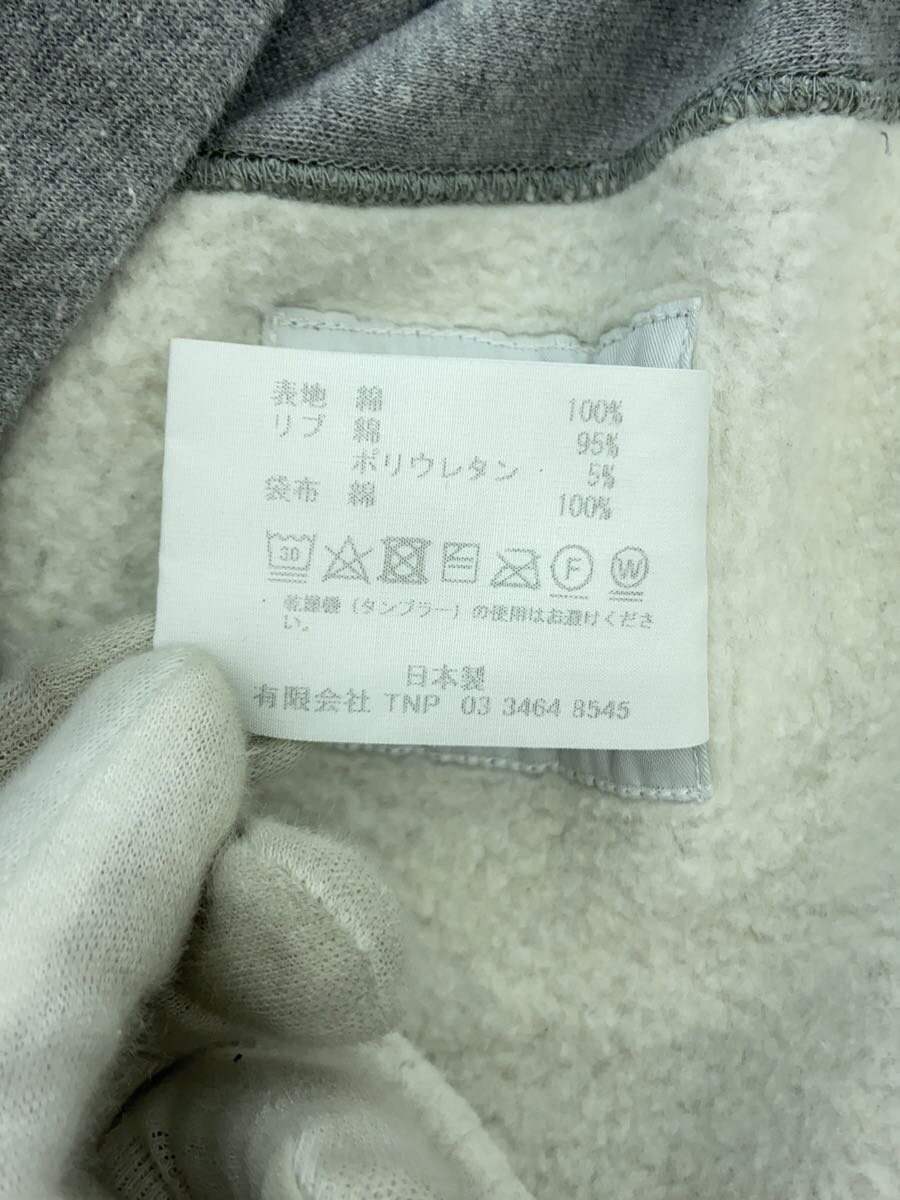 表地 綿 100%
リブ 綿 95%
ポリウレタン 5%
袋布 綿 100%
30 F W
乾燥機（タンブラー）の使用はお避けくださ
い。
日本製
有限会社 TNP 03 3464 8545